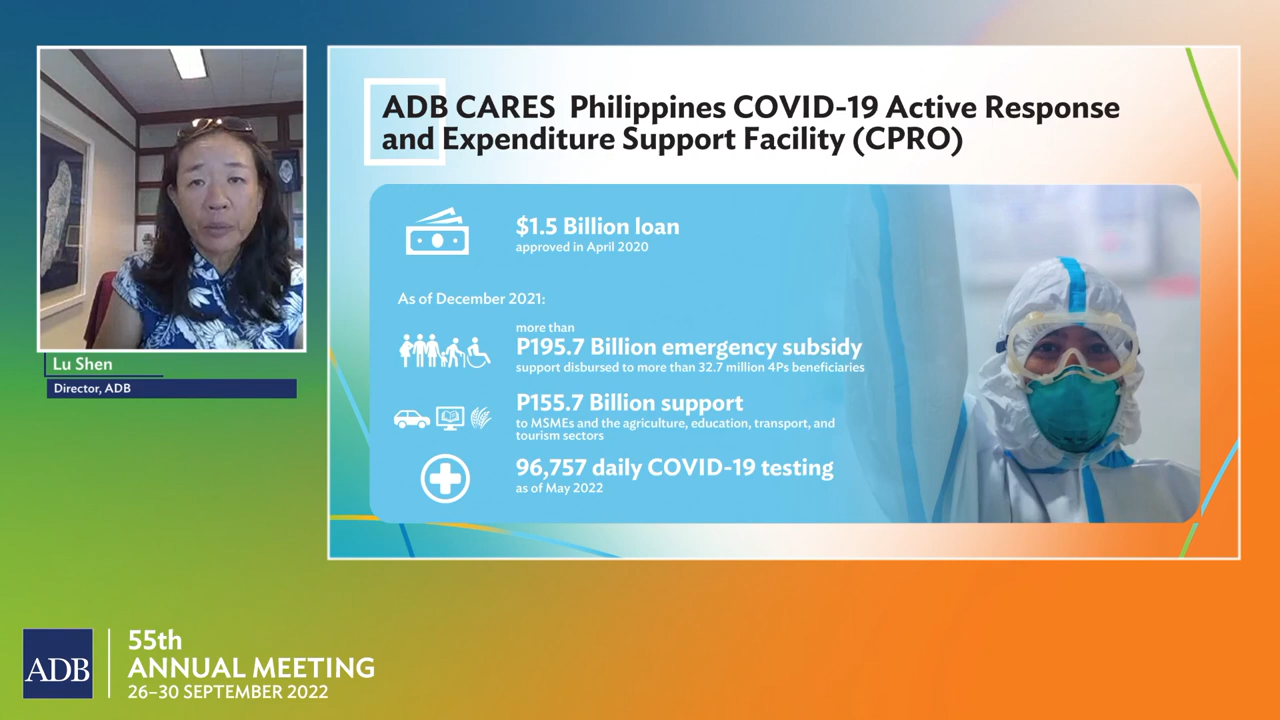 ADB CARES Philippines COVID-19 Active Response
and Expenditure Support Facility (CPRO)
$1.5 Billion loan
approved in April 2020
As of December 2021:
more than
P195.7 Billion emergency subsidy
support disbursed to more than 32.7 million 4Ps beneficiaries
P155.7 Billion support
to MSMEs and the agriculture, education, transport, and
tourism sectors
96,757 daily COVID-19 testing
as of May 2022
Lu Shen
Director, ADB
ADB
55th
ANNUAL MEETING
26–30 SEPTEMBER 2022